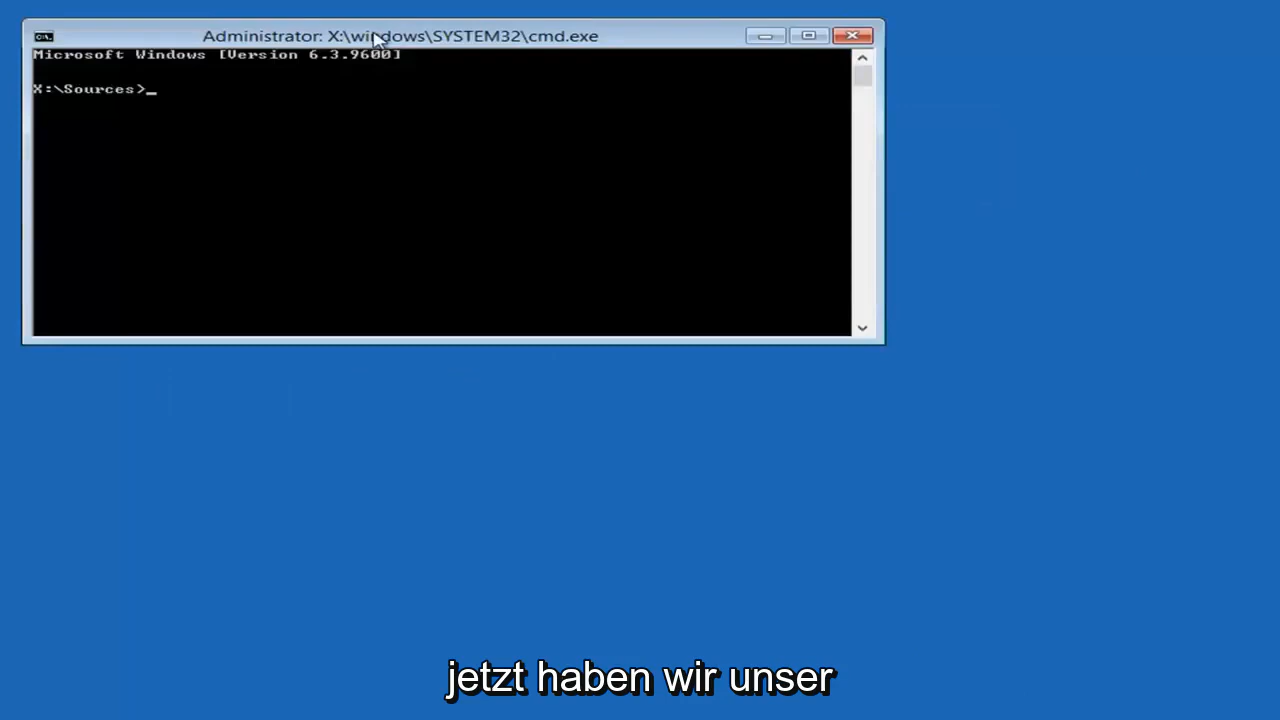 Administrator: X:\windows\SYSTEM32\cmd.exe
Microsoft Windows [Version 6.3.9600]
X:\Sources>_
jetzt haben wir unser